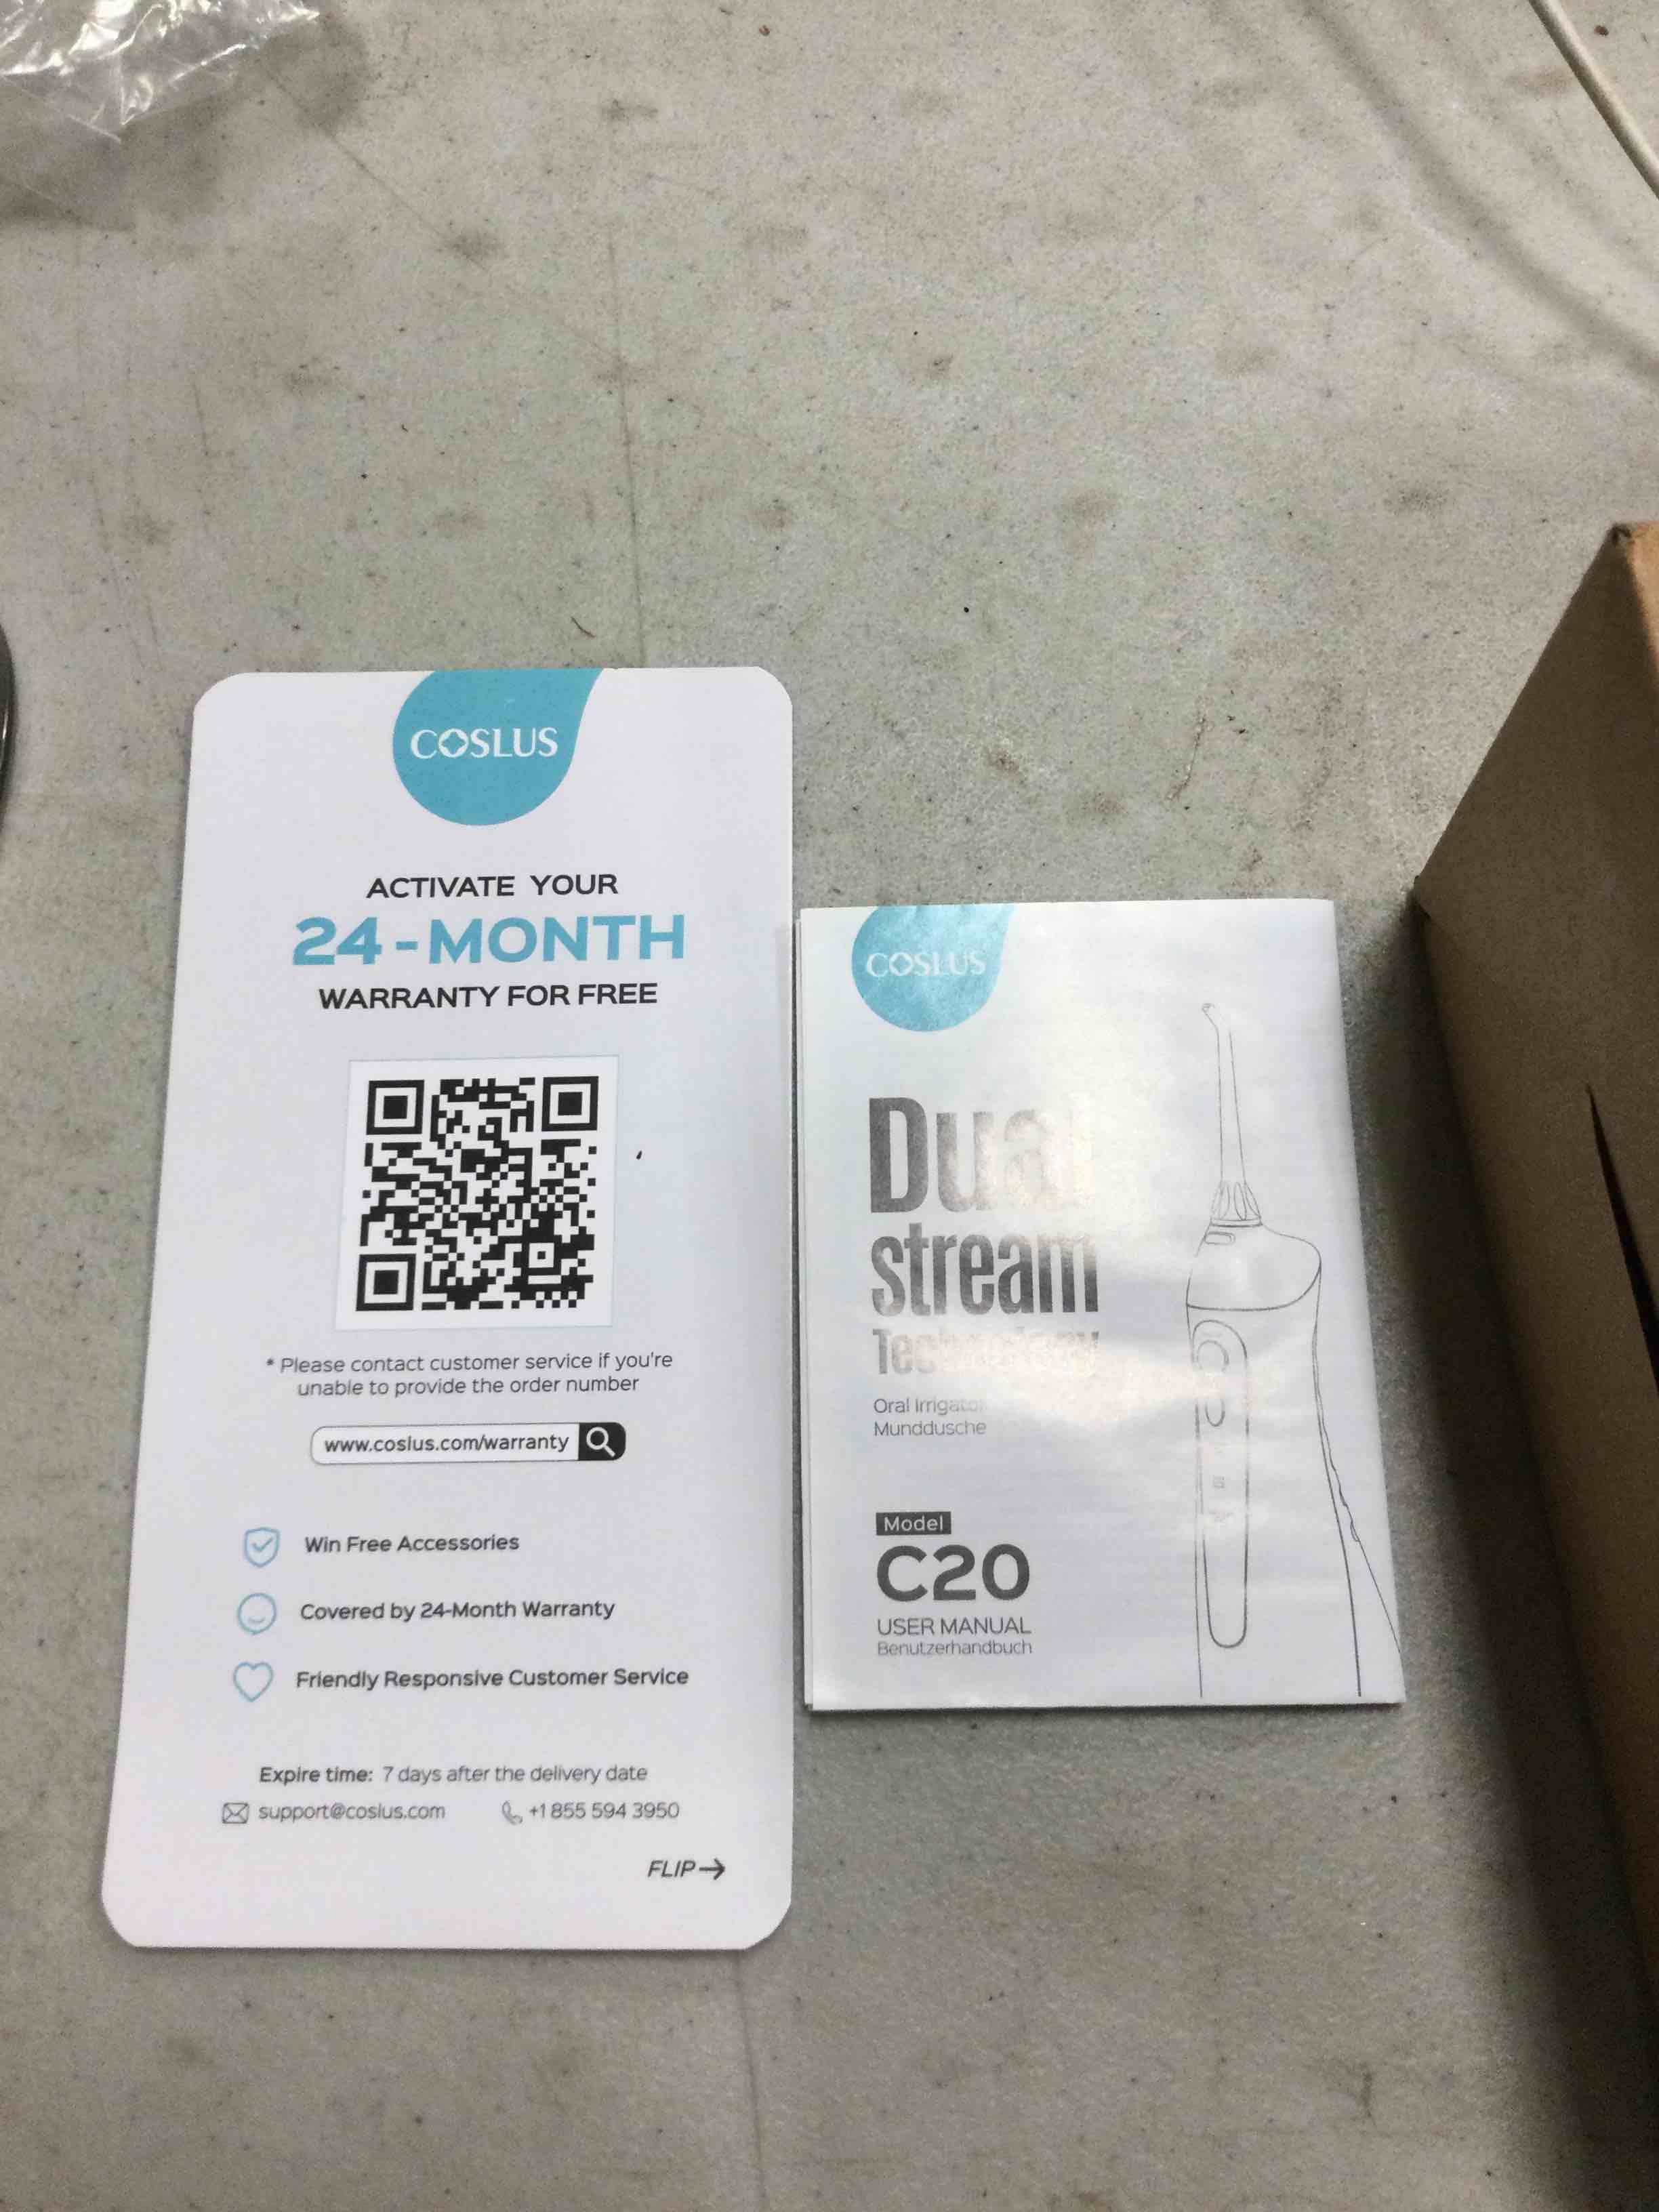 COSLUS
ACTIVATE YOUR
24-MONTH
WARRANTY FOR FREE
* Please contact customer service if you're
unable to provide the order number
www.coslus.com/warranty
Win Free Accessories
Covered by 24-Month Warranty
Friendly Responsive Customer Service
Expire time: 7 days after the delivery date
support@coslus.com +1 855 594 3950
FLIP→
COSLUS
Dual
stream
Technology
Oral Irrigator
Munddusche
Model
C20
USER MANUAL
Benutzerhandbuch